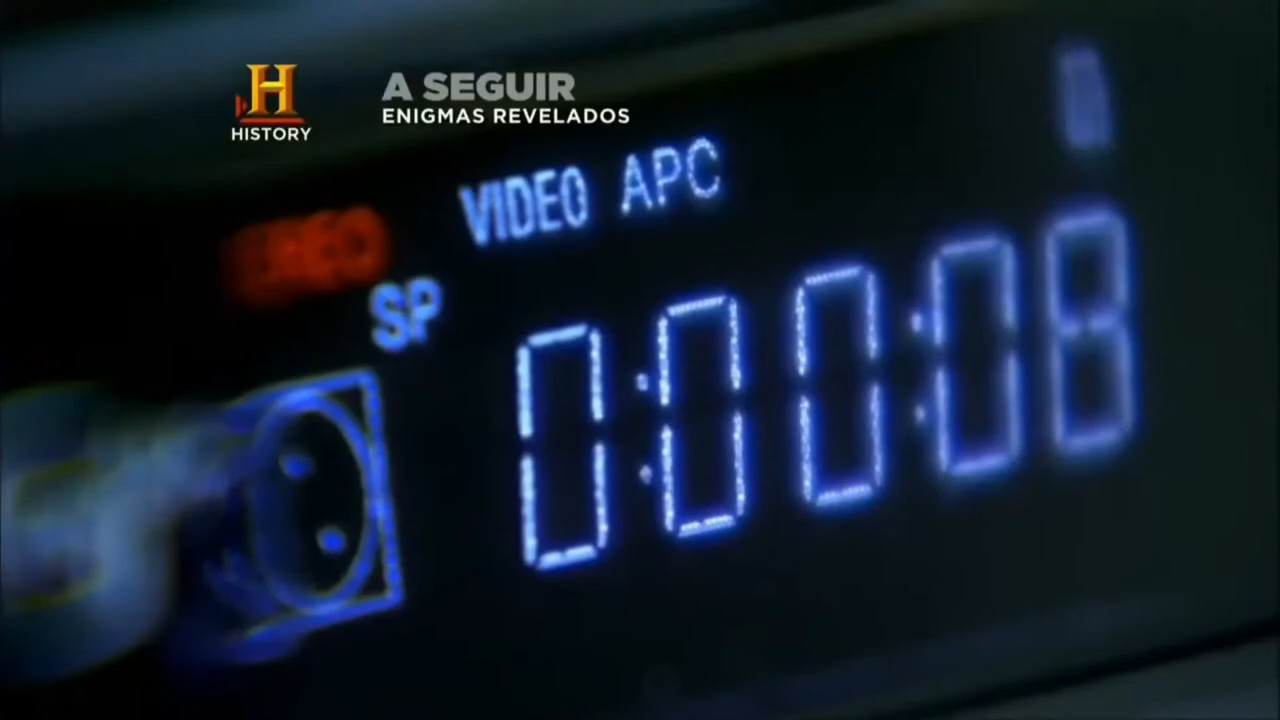 H
HISTORY
A SEGUIR
ENIGMAS REVELADOS
VIDEO APC
SP
0:00:08